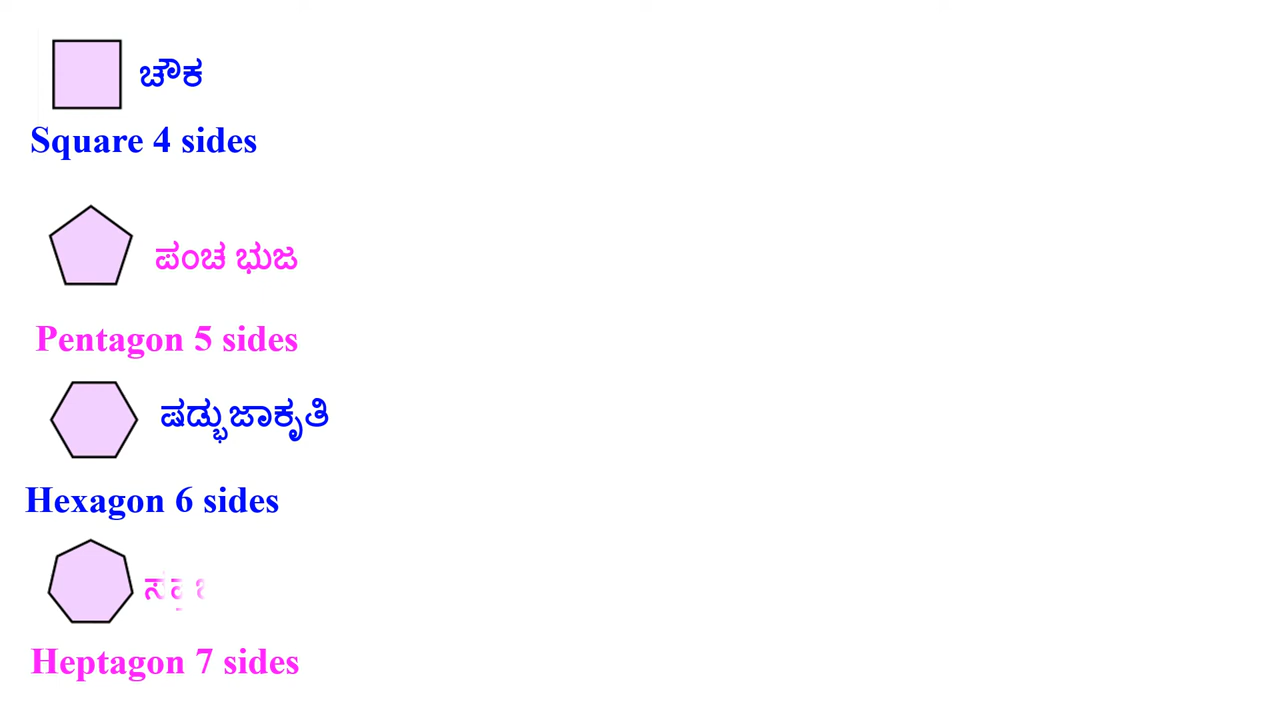 ಚೌಕ
Square 4 sides
ಪಂಚ ಭುಜ
Pentagon 5 sides
ಷಡ್ಭುಜಾಕೃತಿ
Hexagon 6 sides
Heptagon 7 sides